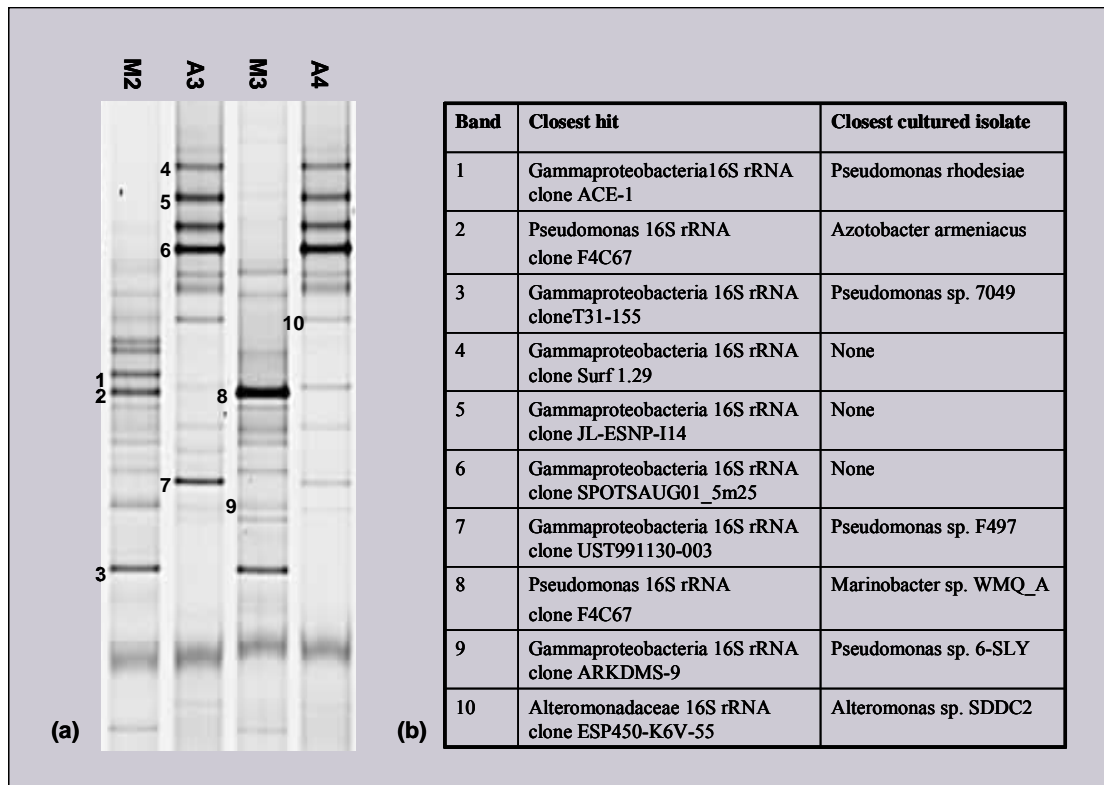 M2 A3 M3 A4
4
5
6
10
1
2
8
7
9
3
(a)
(b)
Band Closest hit Closest cultured isolate
1 Gammaproteobacteria16S rRNA Pseudomonas rhodesiae
clone ACE-1
2 Pseudomonas 16S rRNA Azotobacter armeniacus
clone F4C67
3 Gammaproteobacteria 16S rRNA Pseudomonas sp. 7049
cloneT31-155
4 Gammaproteobacteria 16S rRNA None
clone Surf 1.29
5 Gammaproteobacteria 16S rRNA None
clone JL-ESNP-I14
6 Gammaproteobacteria 16S rRNA None
clone SPOTSAUG01_5m25
7 Gammaproteobacteria 16S rRNA Pseudomonas sp. F497
clone UST991130-003
8 Pseudomonas 16S rRNA Marinobacter sp. WMQ_A
clone F4C67
9 Gammaproteobacteria 16S rRNA Pseudomonas sp. 6-SLY
clone ARKDMS-9
10 Alteromonadaceae 16S rRNA Alteromonas sp. SDDC2
clone ESP450-K6V-55